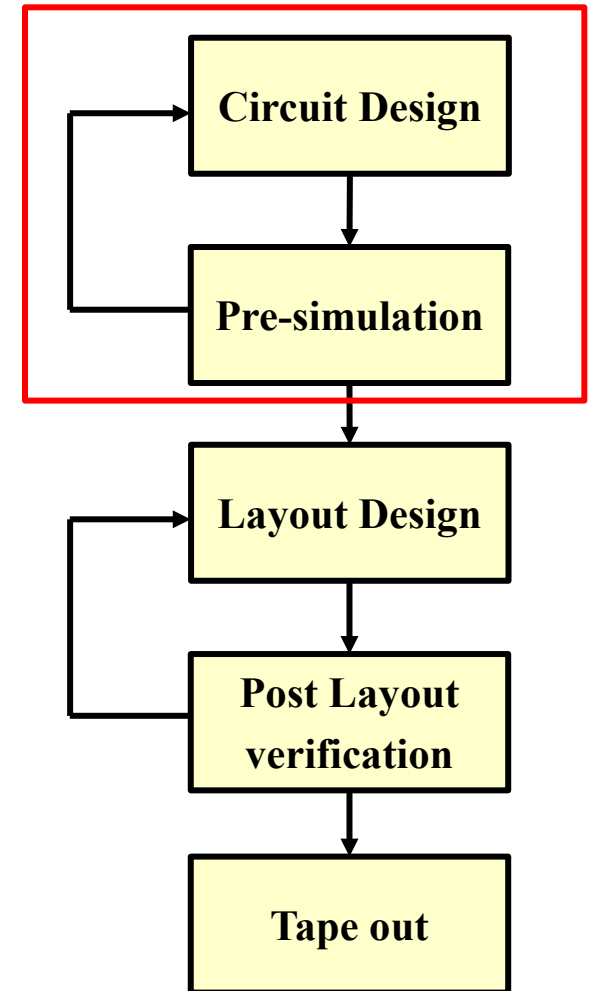 Circuit Design
Pre-simulation
Layout Design
Post Layout
verification
Tape out